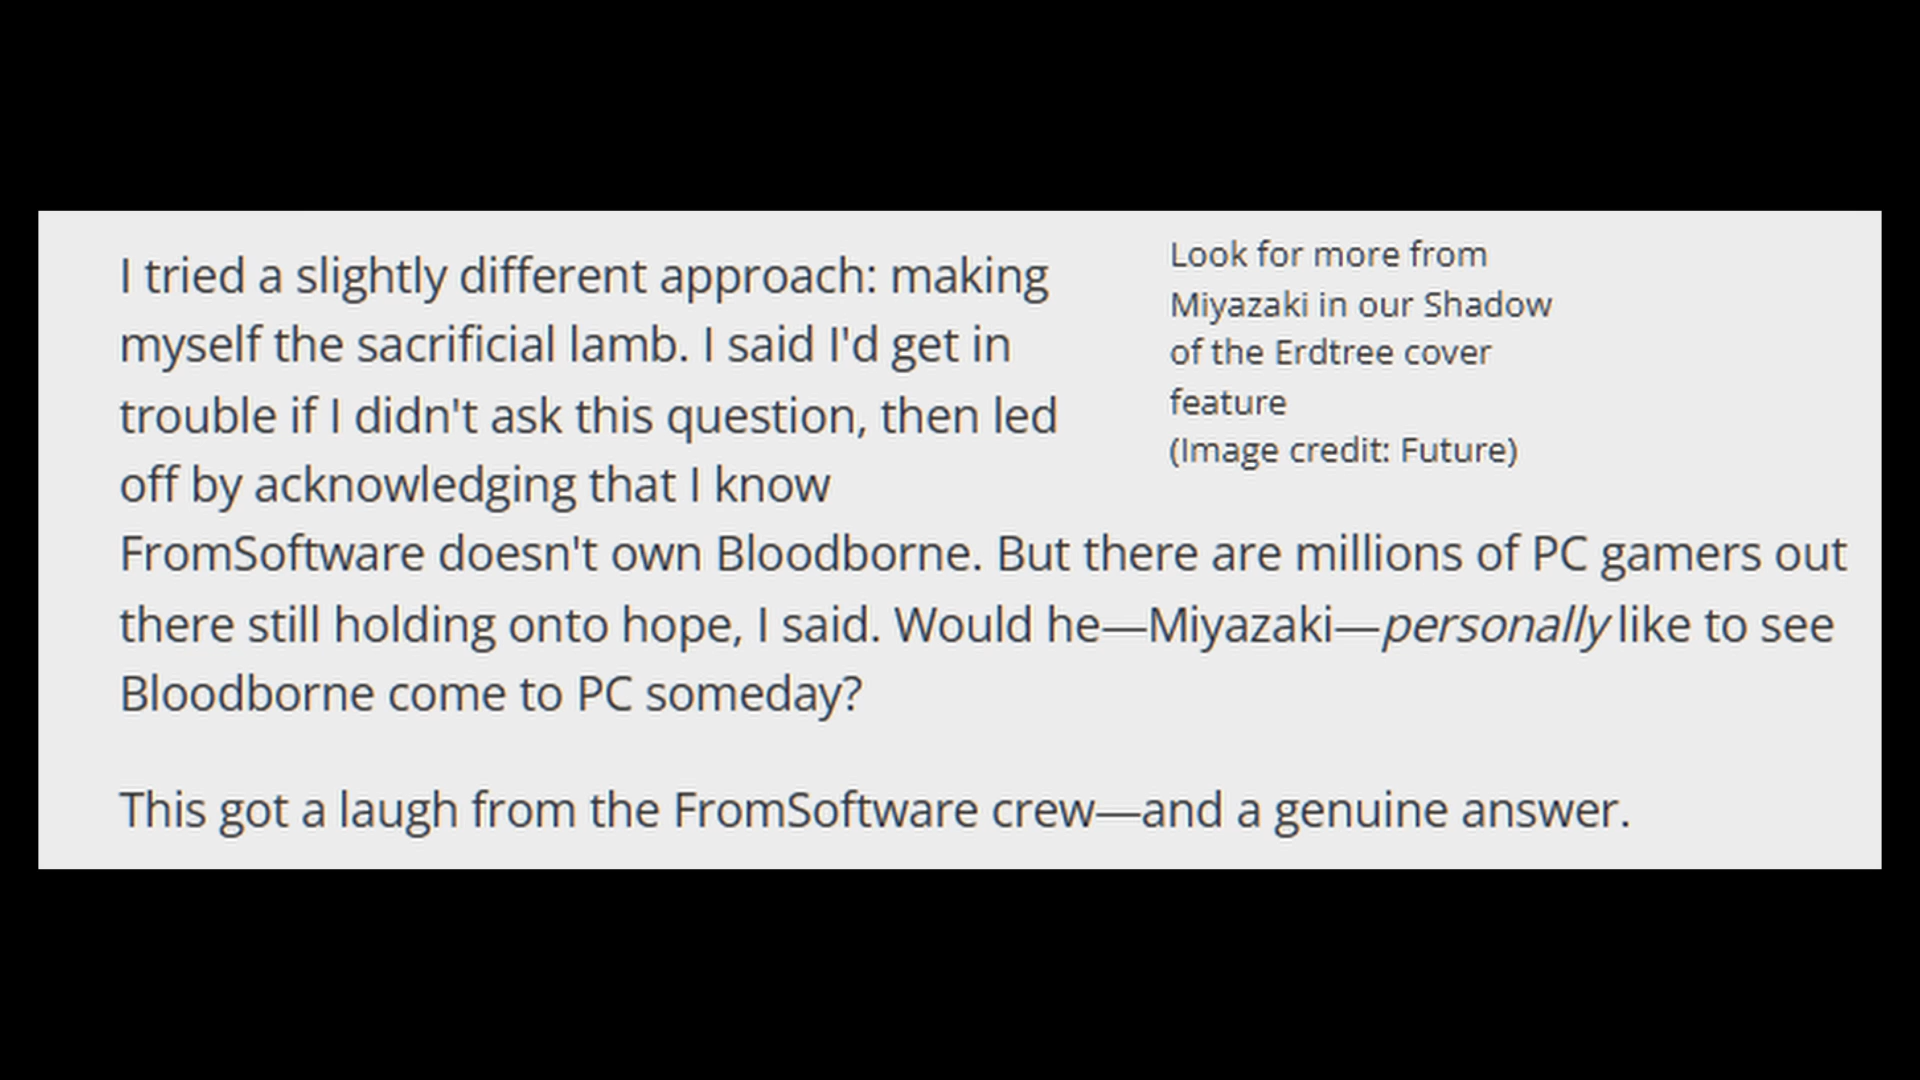 I tried a slightly different approach: making
myself the sacrificial lamb. I said I'd get in
trouble if I didn't ask this question, then led
off by acknowledging that I know
FromSoftware doesn't own Bloodborne. But there are millions of PC gamers out
there still holding onto hope, I said. Would he—Miyazaki—personally like to see
Bloodborne come to PC someday?
This got a laugh from the FromSoftware crew—and a genuine answer.
Look for more from
Miyazaki in our Shadow
of the Erdtree cover
feature
(Image credit: Future)